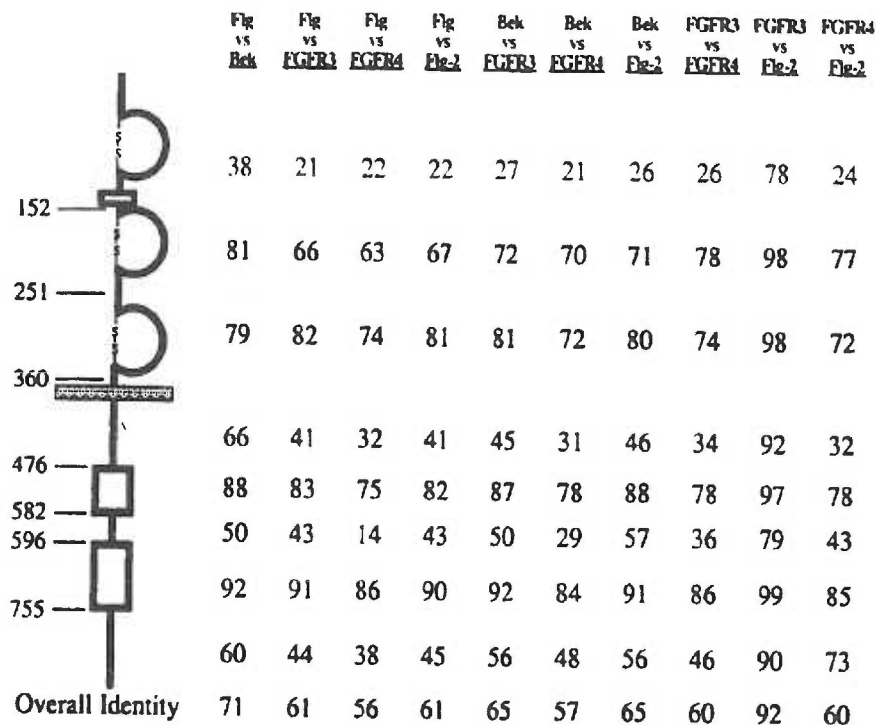 Flg Flg Flg Flg Bek Bek Bek FGFR3 FGFR3 FGFR4
vs vs vs vs vs vs vs vs vs vs
Bek FGFR3 FGFR4 Flg-2 FGFR3 FGFR4 Flg-2 FGFR4 Flg-2 Flg-2
S
S
38 21 22 22 27 21 26 26 78 24
152
S
S
81 66 63 67 72 70 71 78 98 77
251
S
S
79 82 74 81 81 72 80 74 98 72
360
66 41 32 41 45 31 46 34 92 32
476
88 83 75 82 87 78 88 78 97 78
582
50 43 14 43 50 29 57 36 79 43
596
92 91 86 90 92 84 91 86 99 85
755
60 44 38 45 56 48 56 46 90 73
Overall Identity 71 61 56 61 65 57 65 60 92 60